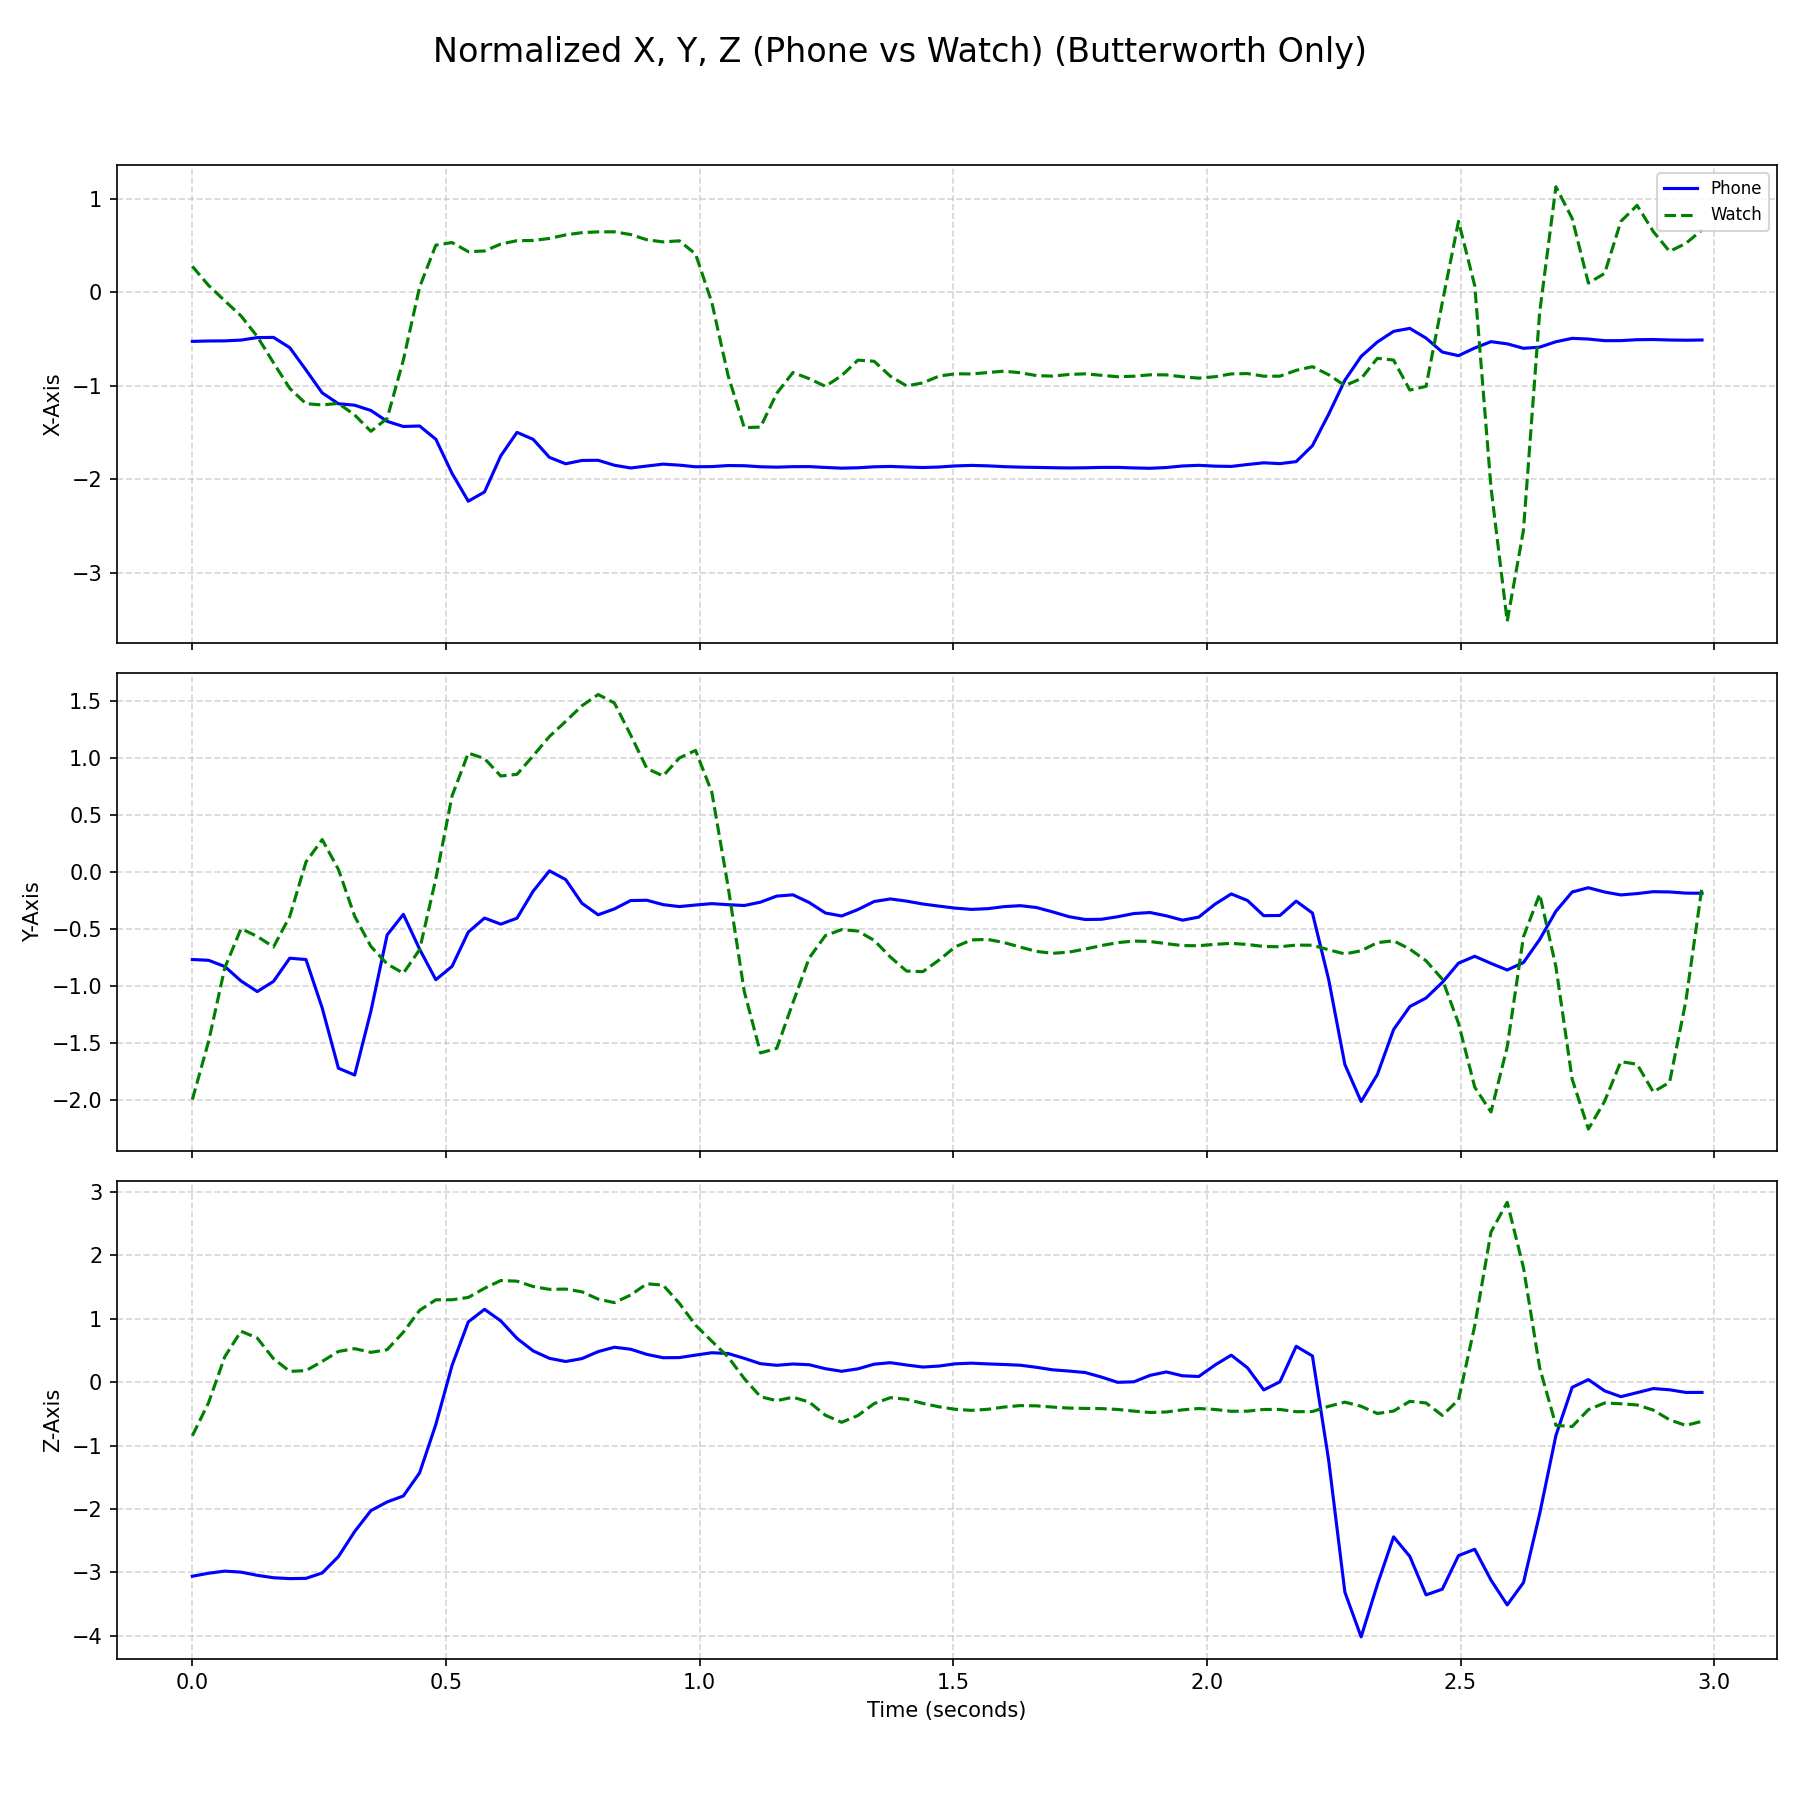 Normalized X, Y, Z (Phone vs Watch) (Butterworth Only)
Phone
Watch
1
0
−1
−2
−3
X-Axis
1.5
1.0
0.5
0.0
−0.5
−1.0
−1.5
−2.0
Y-Axis
3
2
1
0
−1
−2
−3
−4
Z-Axis
0.0 0.5 1.0 1.5 2.0 2.5 3.0
Time (seconds)